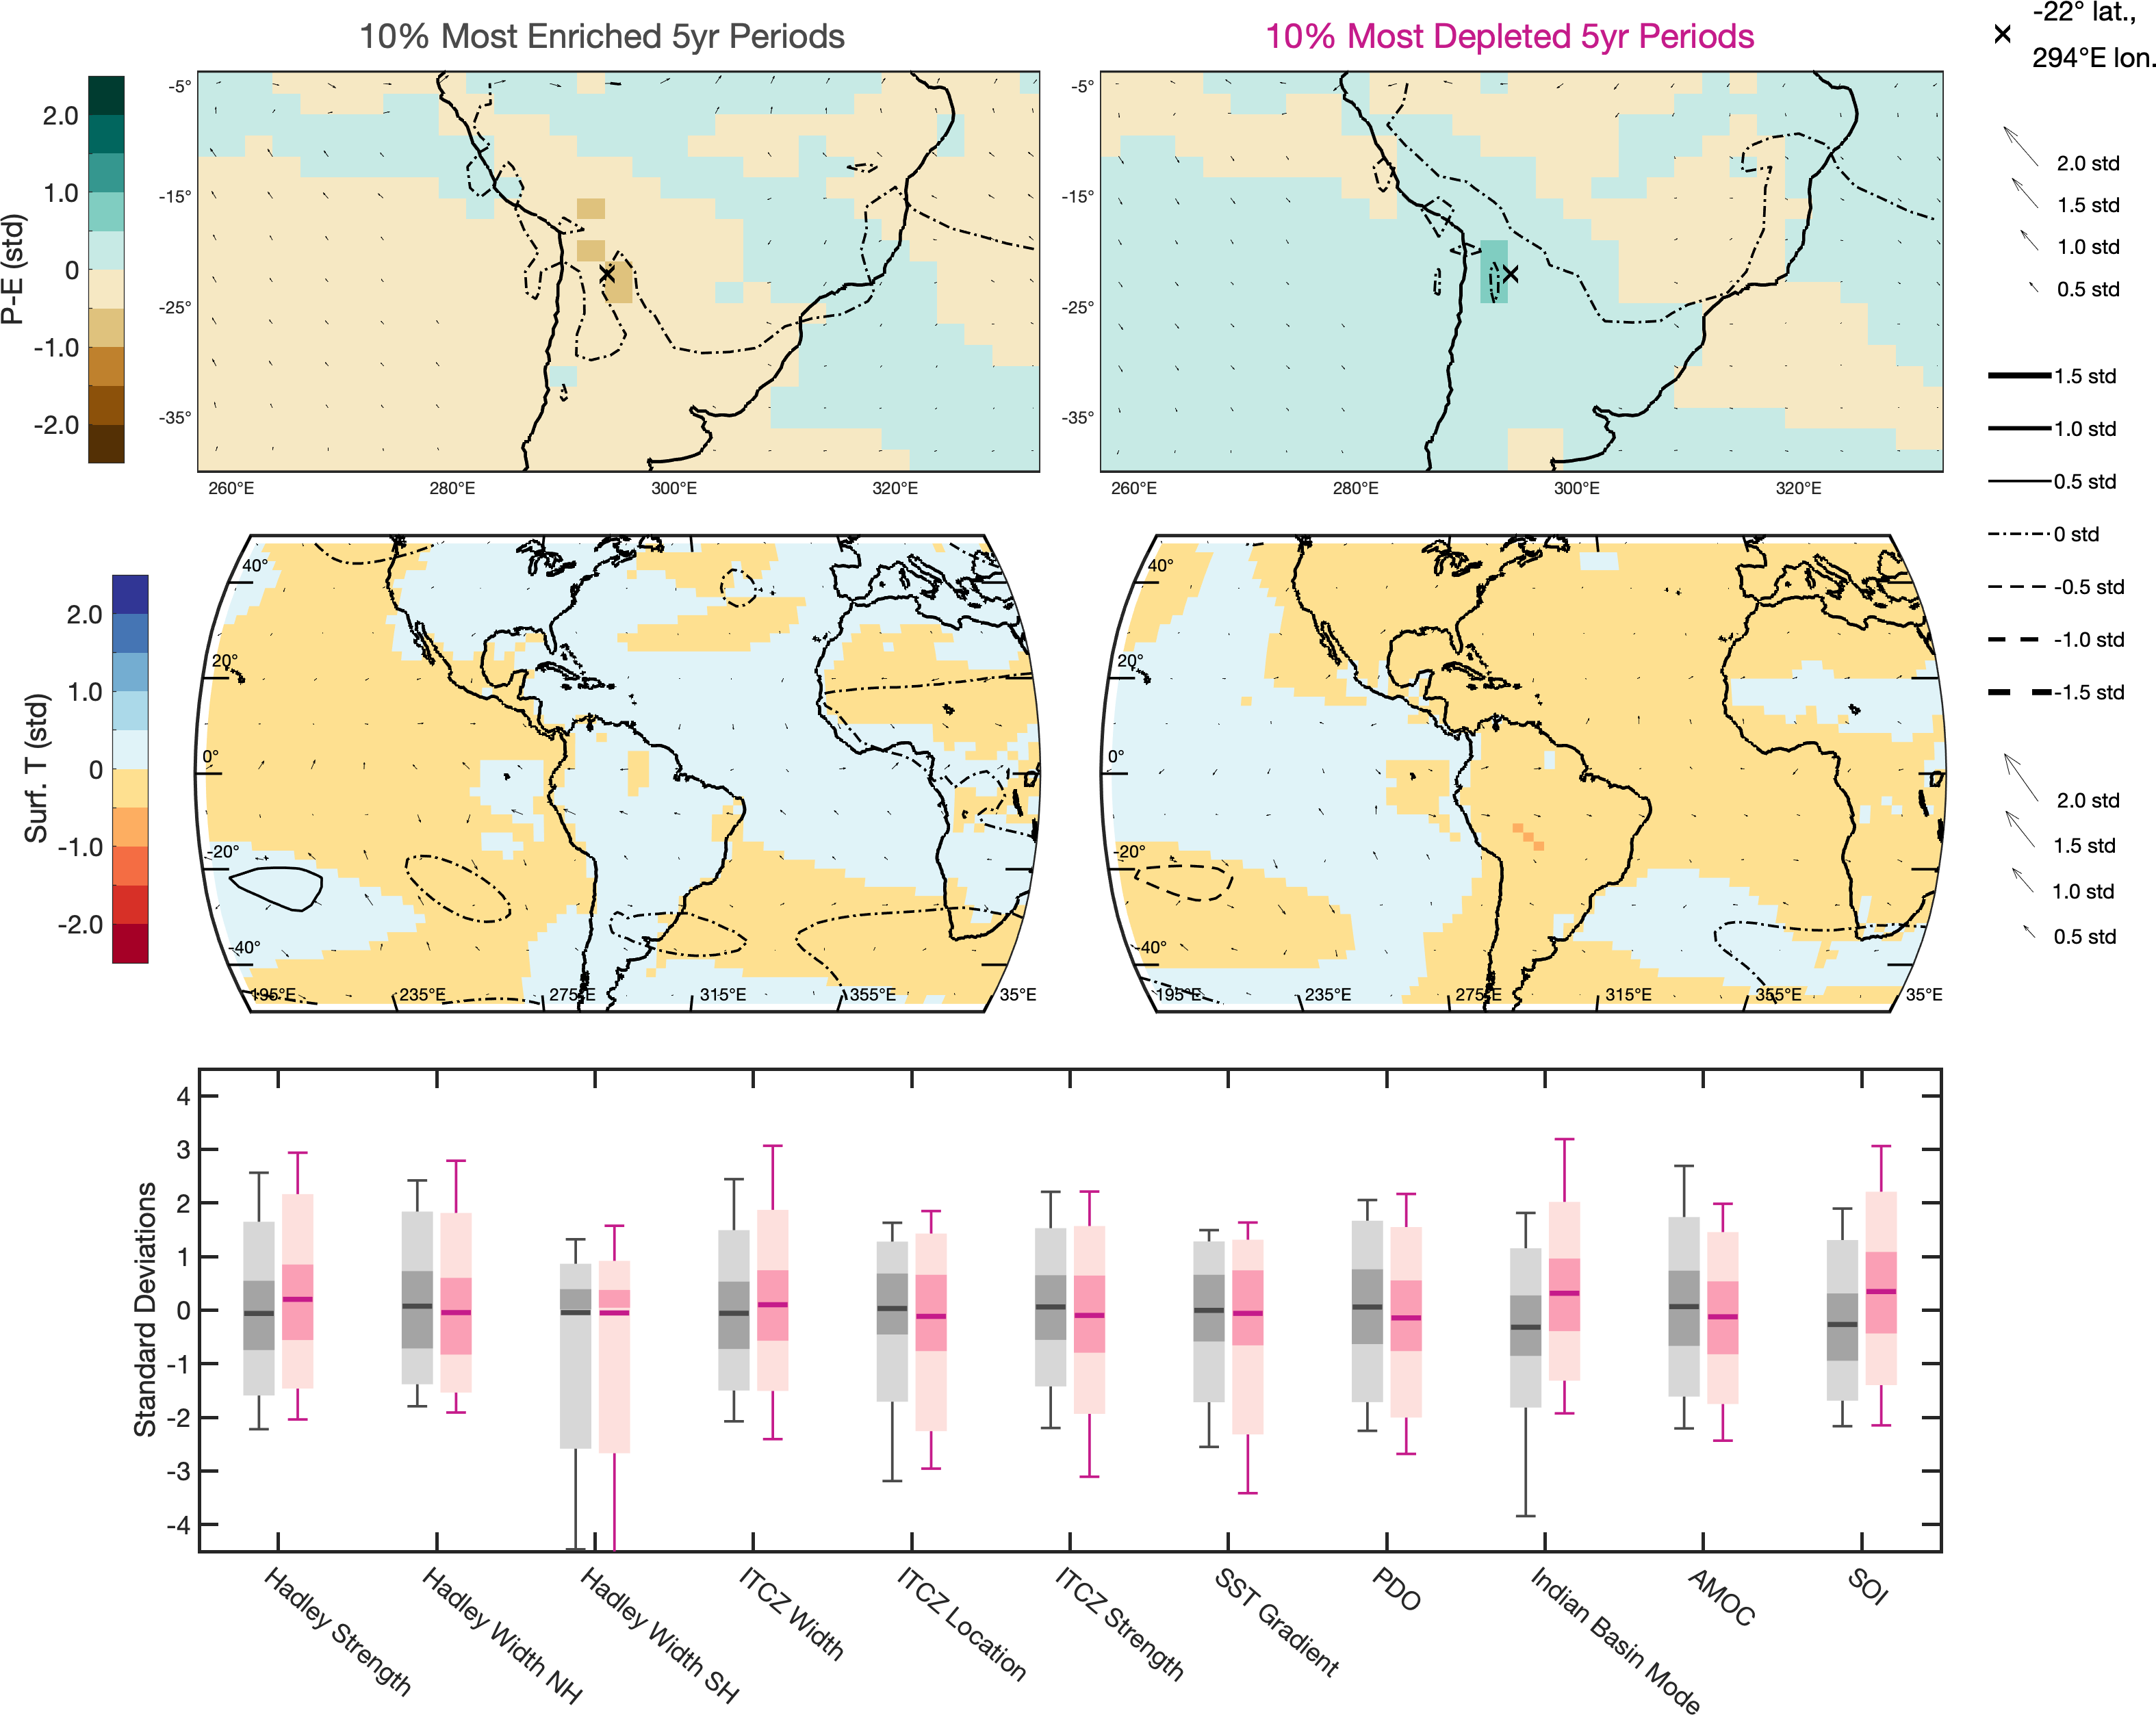 10% Most Enriched 5yr Periods
10% Most Depleted 5yr Periods
-22° lat.,
294°E lon.
P-E (std)
2.0
1.0
0
-1.0
-2.0
-5°
-15°
-25°
-35°
260°E
280°E
300°E
320°E
-5°
-15°
-25°
-35°
260°E
280°E
300°E
320°E
2.0 std
1.5 std
1.0 std
0.5 std
1.5 std
1.0 std
0.5 std
0 std
-0.5 std
-1.0 std
-1.5 std
2.0 std
1.5 std
1.0 std
0.5 std
Surf. T (std)
2.0
1.0
0
-1.0
-2.0
40°
20°
0°
-20°
-40°
195°E
235°E
275°E
315°E
355°E
35°E
40°
20°
0°
-20°
-40°
195°E
235°E
275°E
315°E
355°E
35°E
Standard Deviations
4
3
2
1
0
-1
-2
-3
-4
Hadley Strength
Hadley Width NH
Hadley Width SH
ITCZ Width
ITCZ Location
ITCZ Strength
SST Gradient
PDO
Indian Basin Mode
AMOC
SOI